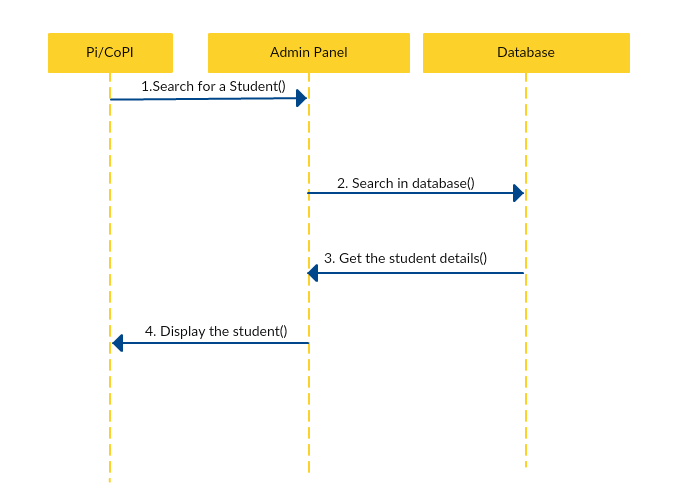 Pi/CoPI
Admin Panel
Database
1.Search for a Student()
2. Search in database()
3. Get the student details()
4. Display the student()